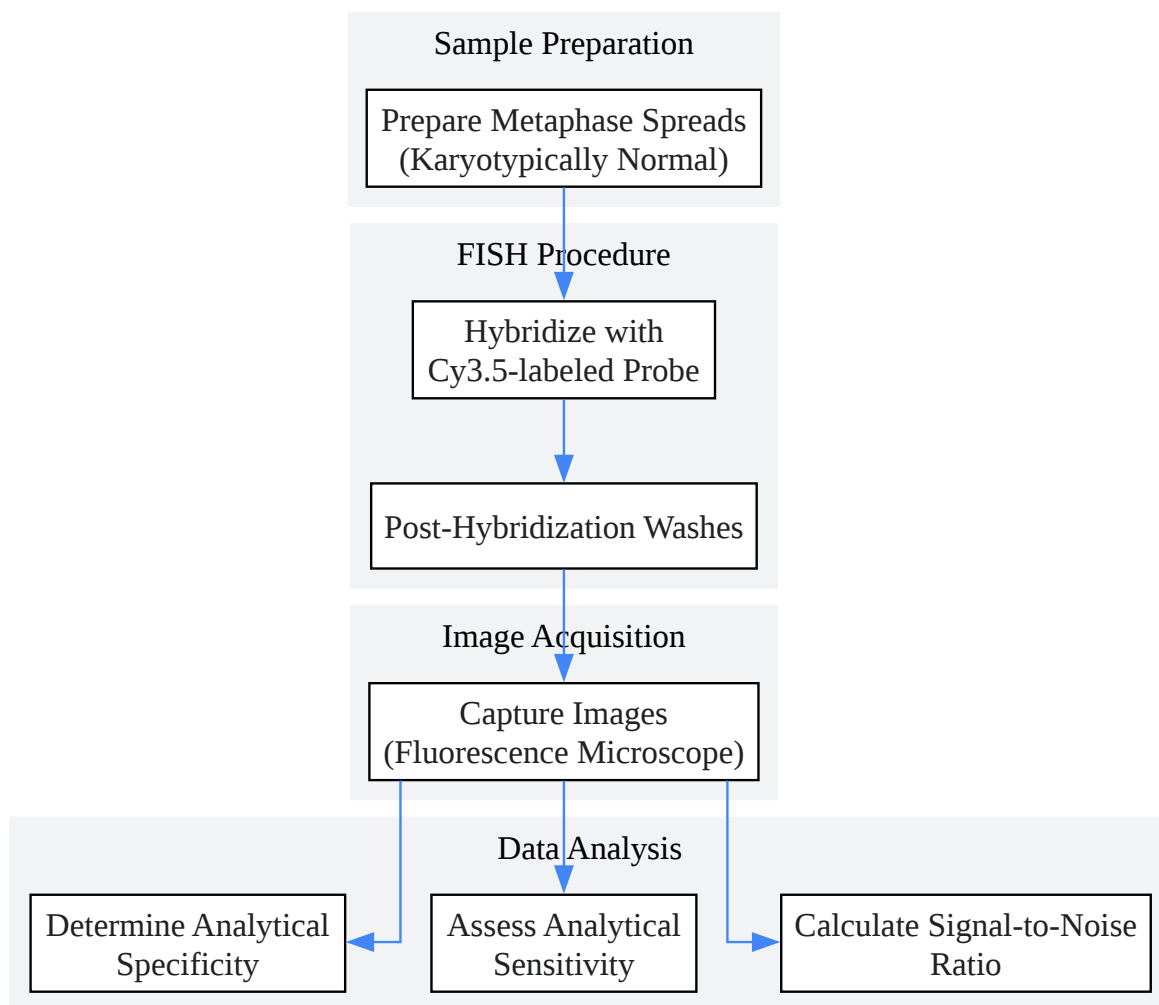 Sample Preparation
Prepare Metaphase Spreads
(Karyotypically Normal)
FISH Procedure
Hybridize with
Cy3.5-labeled Probe
Post-Hybridization Washes
Image Acquisition
Capture Images
(Fluorescence Microscope)
Data Analysis
Determine Analytical
Specificity
Assess Analytical
Sensitivity
Calculate Signal-to-Noise
Ratio